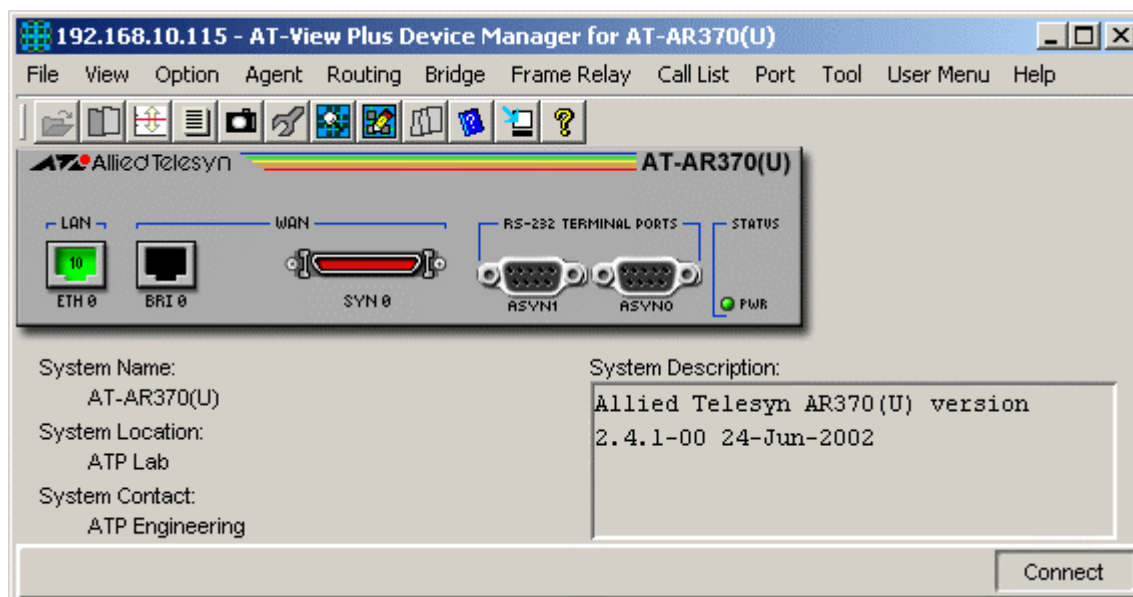 192.168.10.115 - AT-View Plus Device Manager for AT-AR370(U)
File View Option Agent Routing Bridge Frame Relay Call List Port Tool User Menu Help
Allied Telesyn AT-AR370(U)
LAN WAN RS-232 TERMINAL PORTS STATUS
10
ETH 0 BRI 0 SYN 0 ASYN1 ASYN0 PWR
System Name:
AT-AR370(U)
System Location:
ATP Lab
System Contact:
ATP Engineering
System Description:
Allied Telesyn AR370(U) version
2.4.1-00 24-Jun-2002
Connect